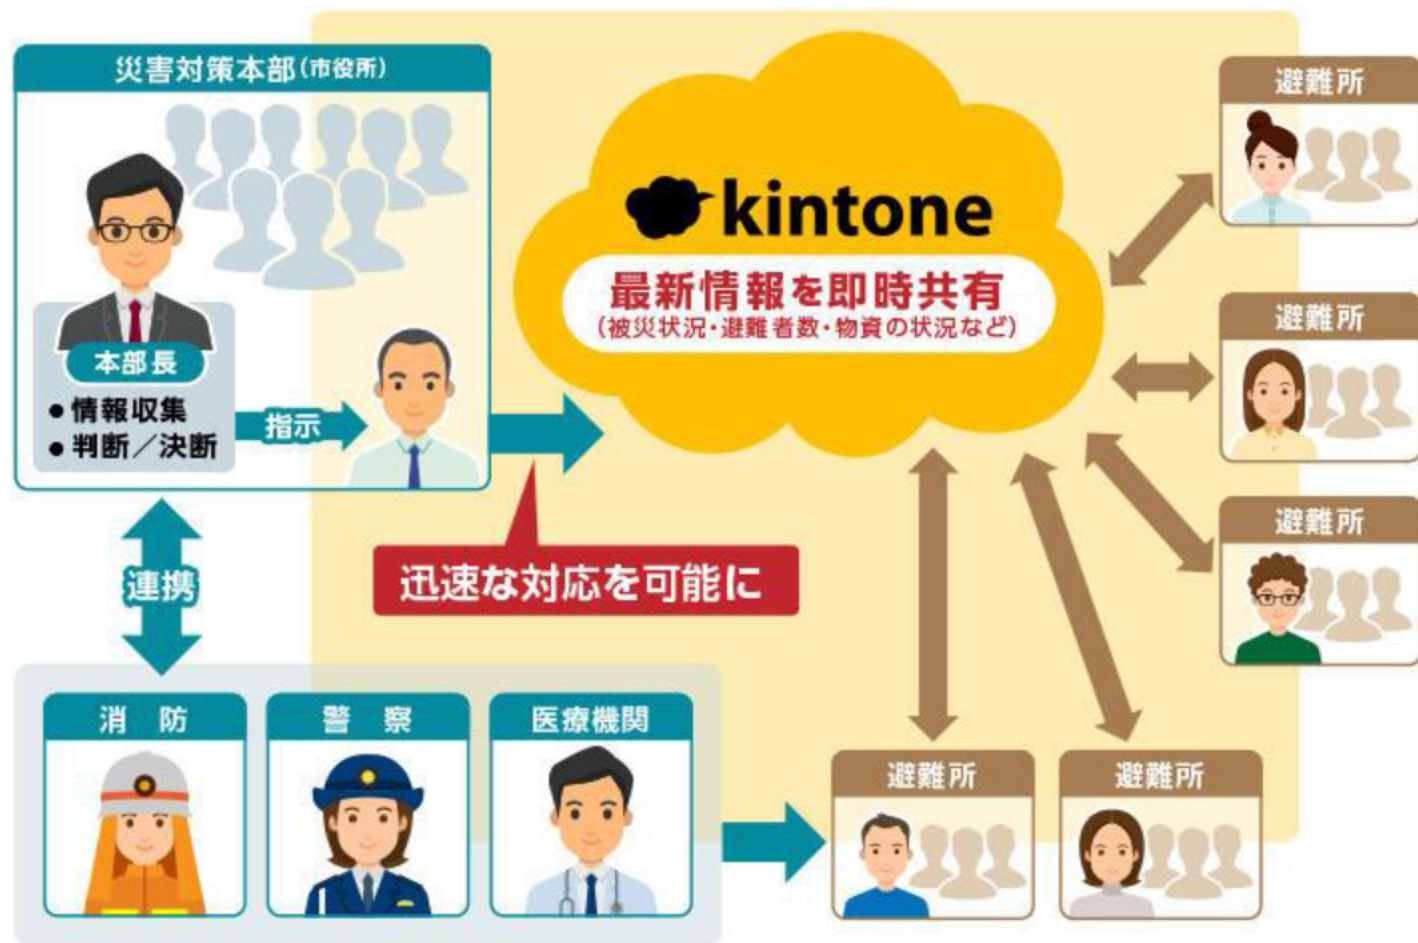 災害対策本部(市役所)
本部長
● 情報収集
● 判断／決断
指示
kintone
最新情報を即時共有
(被災状況・避難者数・物資の状況など)
迅速な対応を可能に
連携
消 防
警 察
医療機関
避難所
避難所
避難所
避難所
避難所